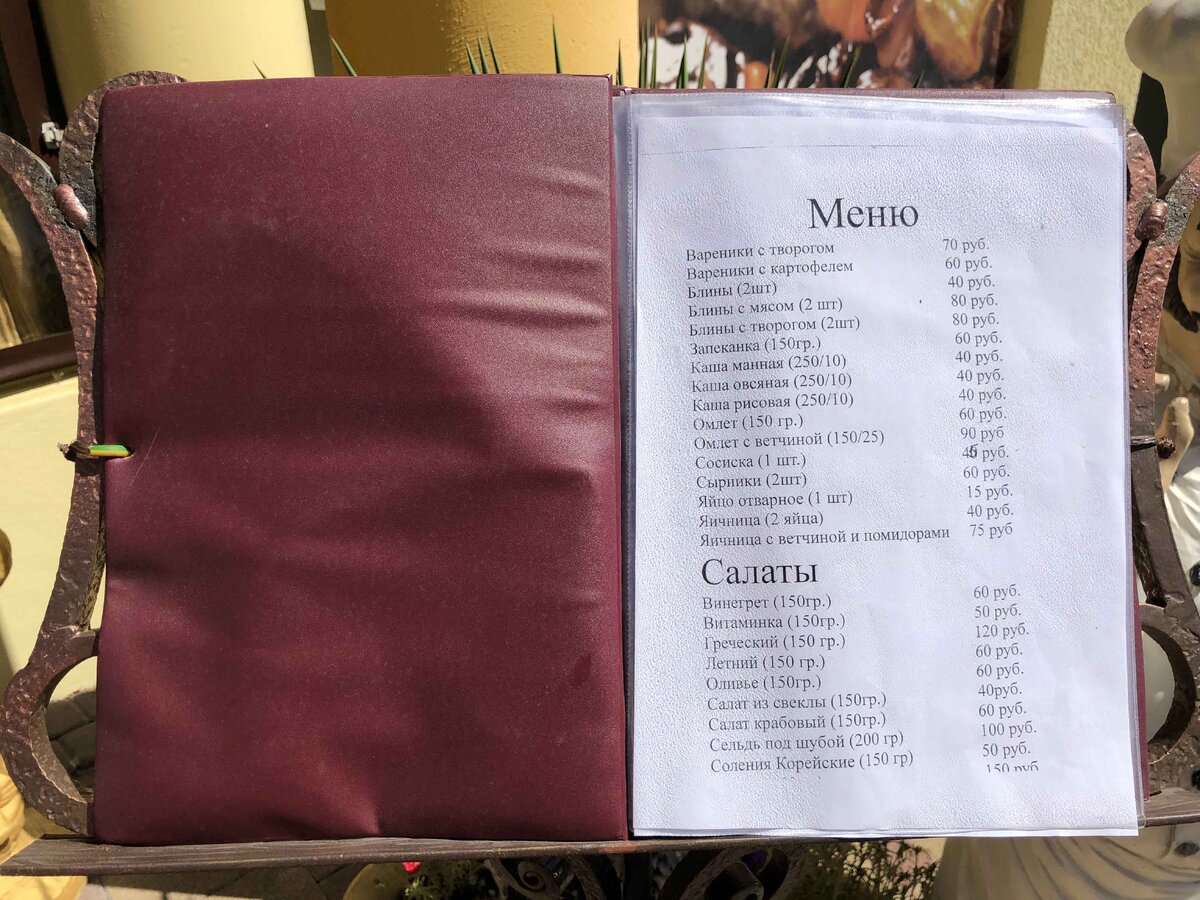 Меню
Вареники с творогом 70 руб.
Вареники с картофелем 60 руб.
Блины (2шт) 40 руб.
Блины с мясом (2 шт) 80 руб.
Блины с творогом (2шт) 80 руб.
Запеканка (150гр.) 60 руб.
Каша манная (250/10) 40 руб.
Каша овсяная (250/10) 40 руб.
Каша рисовая (250/10) 40 руб.
Омлет (150 гр.) 60 руб.
Омлет с ветчиной (150/25) 90 руб
Сосиска (1 шт.) руб.
Сырники (2шт) 60 руб.
Яйцо отварное (1 шт) 15 руб.
Яичница (2 яйца) 40 руб.
Яичница с ветчиной и помидорами 75 руб
Салаты
Винегрет (150гр.) 60 руб.
Витаминка (150гр.) 50 руб.
Греческий (150 гр.) 120 руб.
Летний (150 гр.) 60 руб.
Оливье (150гр.) 60 руб.
Салат из свеклы (150гр.) 40руб.
Салат крабовый (150гр.) 60 руб.
Сельдь под шубой (200 гр) 100 руб.
Соления Корейские (150 гр) 50 руб.
150 руб